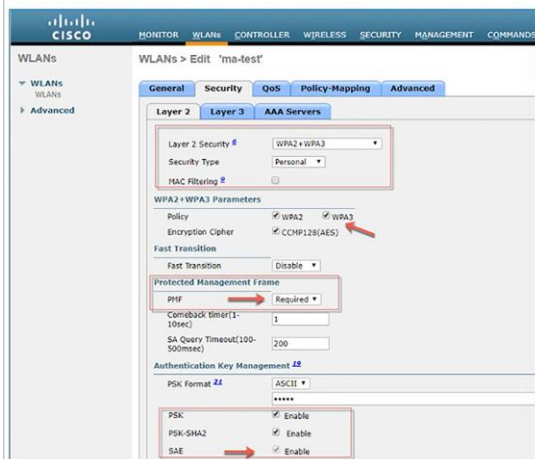 CISCO
MONITOR WLANs CONTROLLER WIRELESS SECURITY MANAGEMENT COMMANDS
WLANs
WLANs > Edit 'ma-test'
WLANs
WLANs
Advanced
General Security QoS Policy-Mapping Advanced
Layer 2 Layer 3 AAA Servers
Layer 2 Security 6 WPA2+WPA3
Security Type Personal
MAC Filtering 9
WPA2+WPA3 Parameters
Policy WPA2 WPA3
Encryption Cipher CCMP128(AES)
Fast Transition
Fast Transition Disable
Protected Management Frame
PMF Required
Comeback timer(1-
10sec) 1
SA Query Timeout(100-
500msec) 200
Authentication Key Management 19
PSK Format 21 ASCII
•••••
PSK Enable
PSK-SHA2 Enable
SAE Enable